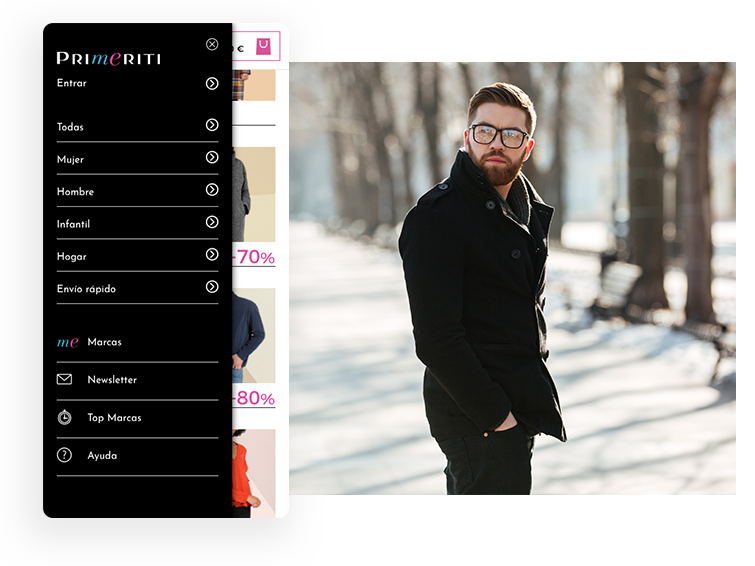 PRIMERITI
€
Entrar
Todas
Mujer
Hombre
Infantil
-70%
Hogar
Envío rápido
me Marcas
Newsletter
-80%
Top Marcas
? Ayuda